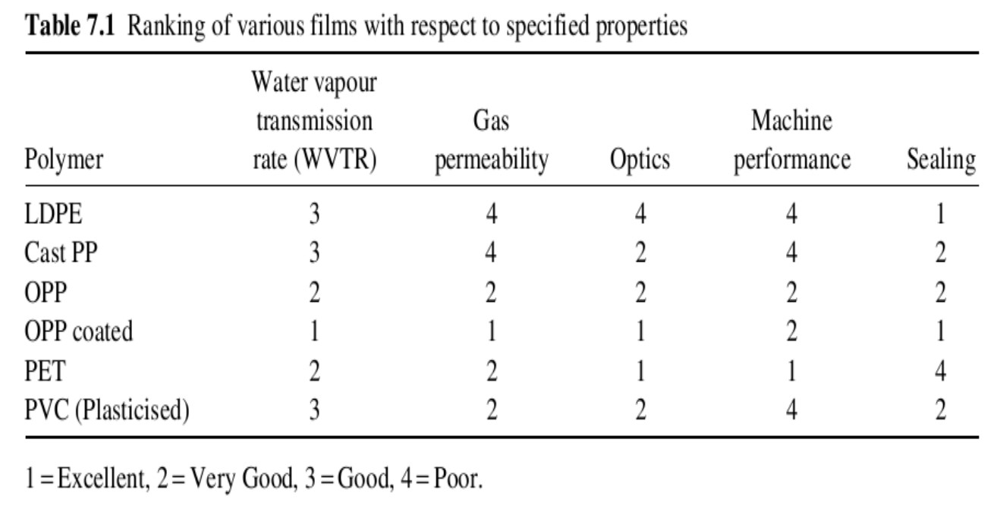 Table 7.1 Ranking of various films with respect to specified properties
Water vapour
transmission Gas Machine
Polymer rate (WVTR) permeability Optics performance Sealing
LDPE 3 4 4 4 1
Cast PP 3 4 2 4 2
OPP 2 2 2 2 2
OPP coated 1 1 1 2 1
PET 2 2 1 1 4
PVC (Plasticised) 3 2 2 4 2
1 = Excellent, 2 = Very Good, 3 = Good, 4 = Poor.